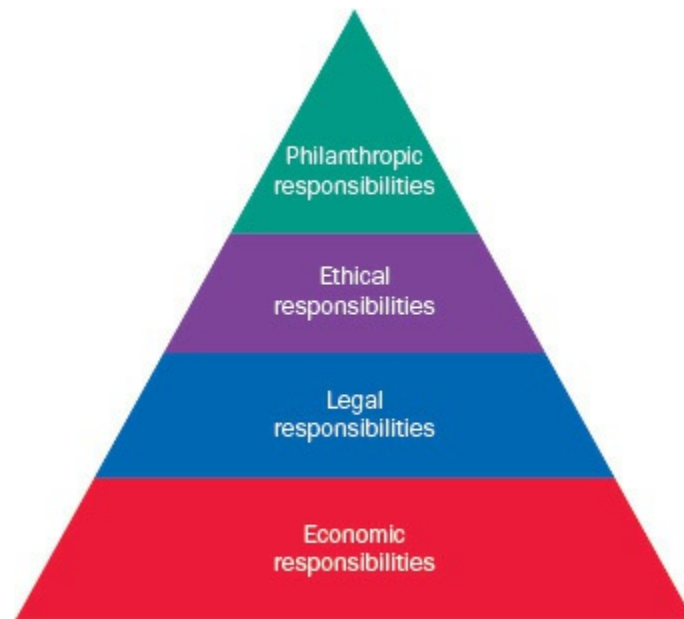 Philanthropic
responsibilities
Ethical
responsibilities
Legal
responsibilities
Economic
responsibilities